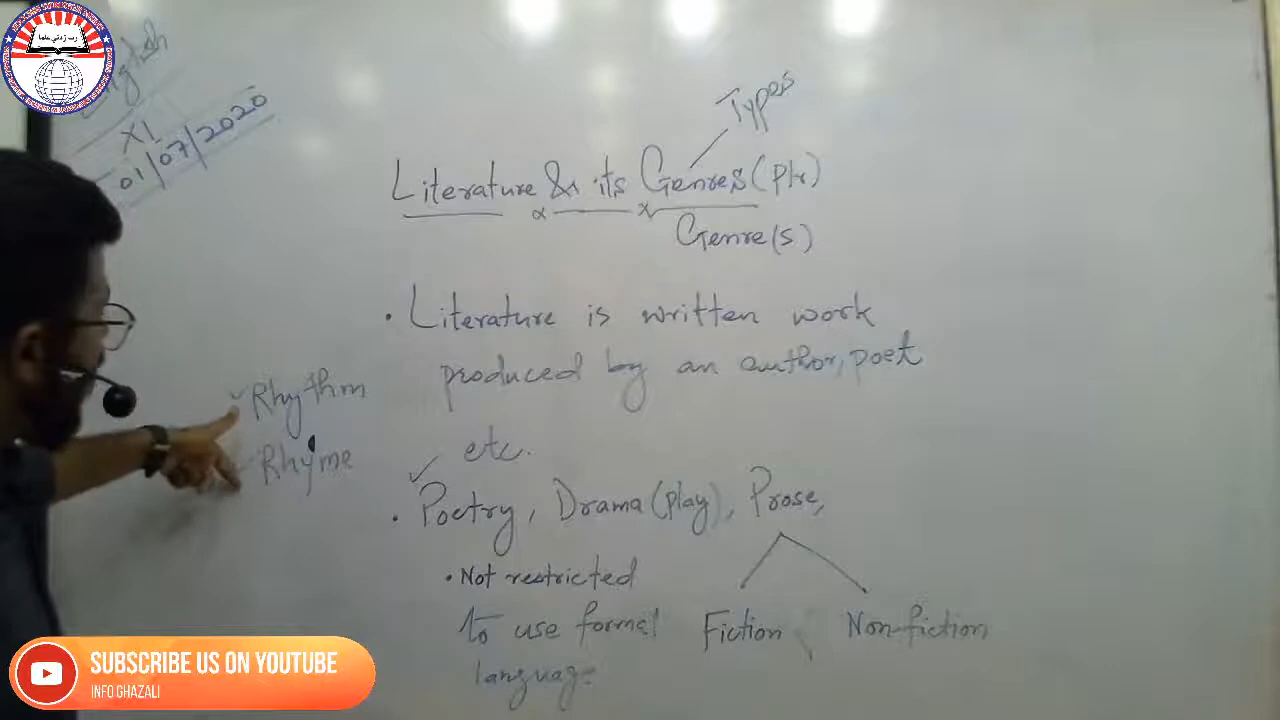 English
XI
01/07/2020
Types
Literature & its Genres (Plr)
Genre(s)
• Literature is written work
produced by an author, poet
etc.
Rhythm
Rhyme
• Poetry, Drama (play), Prose,
• Not restricted
to use formal
language
Fiction
Non-fiction
SUBSCRIBE US ON YOUTUBE
INFO GHAZALI